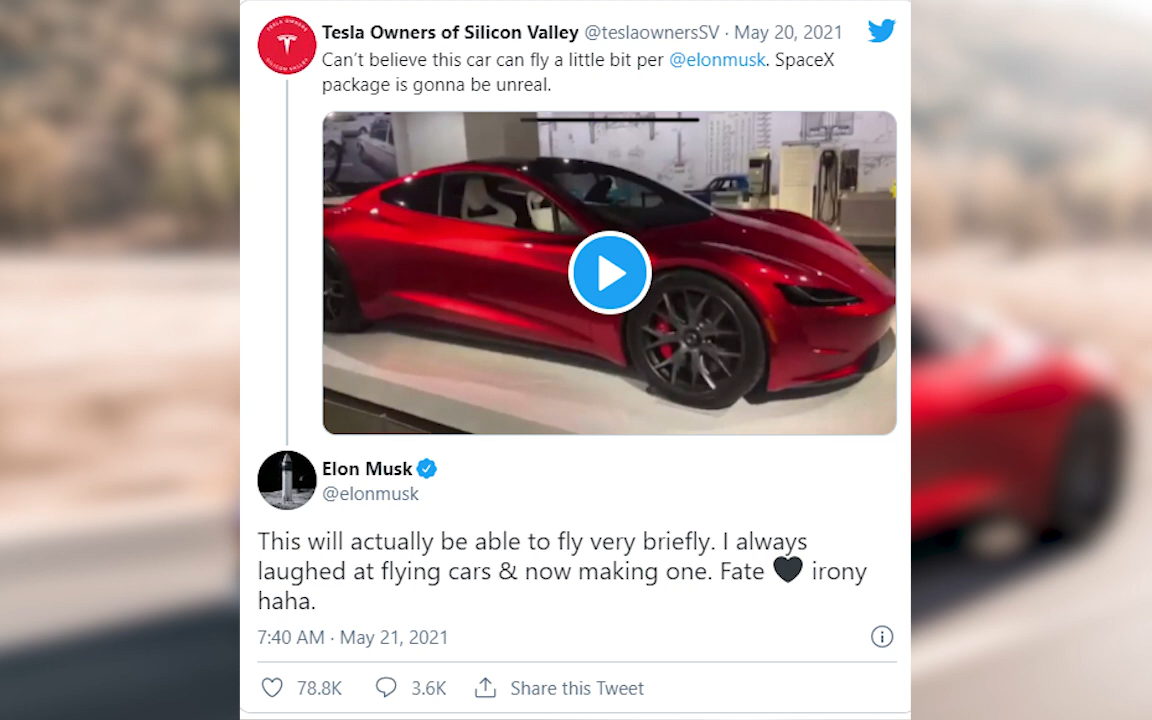 Tesla Owners of Silicon Valley @teslaownersSV · May 20, 2021
Can’t believe this car can fly a little bit per @elonmusk. SpaceX
package is gonna be unreal.
Elon Musk
@elonmusk
This will actually be able to fly very briefly. I always
laughed at flying cars & now making one. Fate 🖤 irony
haha.
7:40 AM · May 21, 2021
78.8K 3.6K Share this Tweet